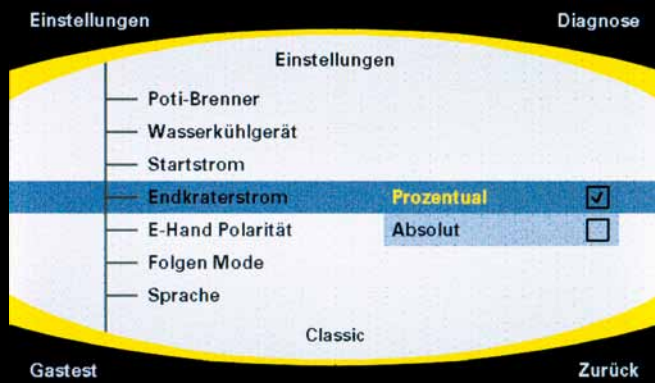 Einstellungen Diagnose
Einstellungen
Poti-Brenner
Wasserkühlgerät
Startstrom
Endkraterstrom Prozentual
E-Hand Polarität Absolut
Folgen Mode
Sprache
Classic
Gastest Zurück